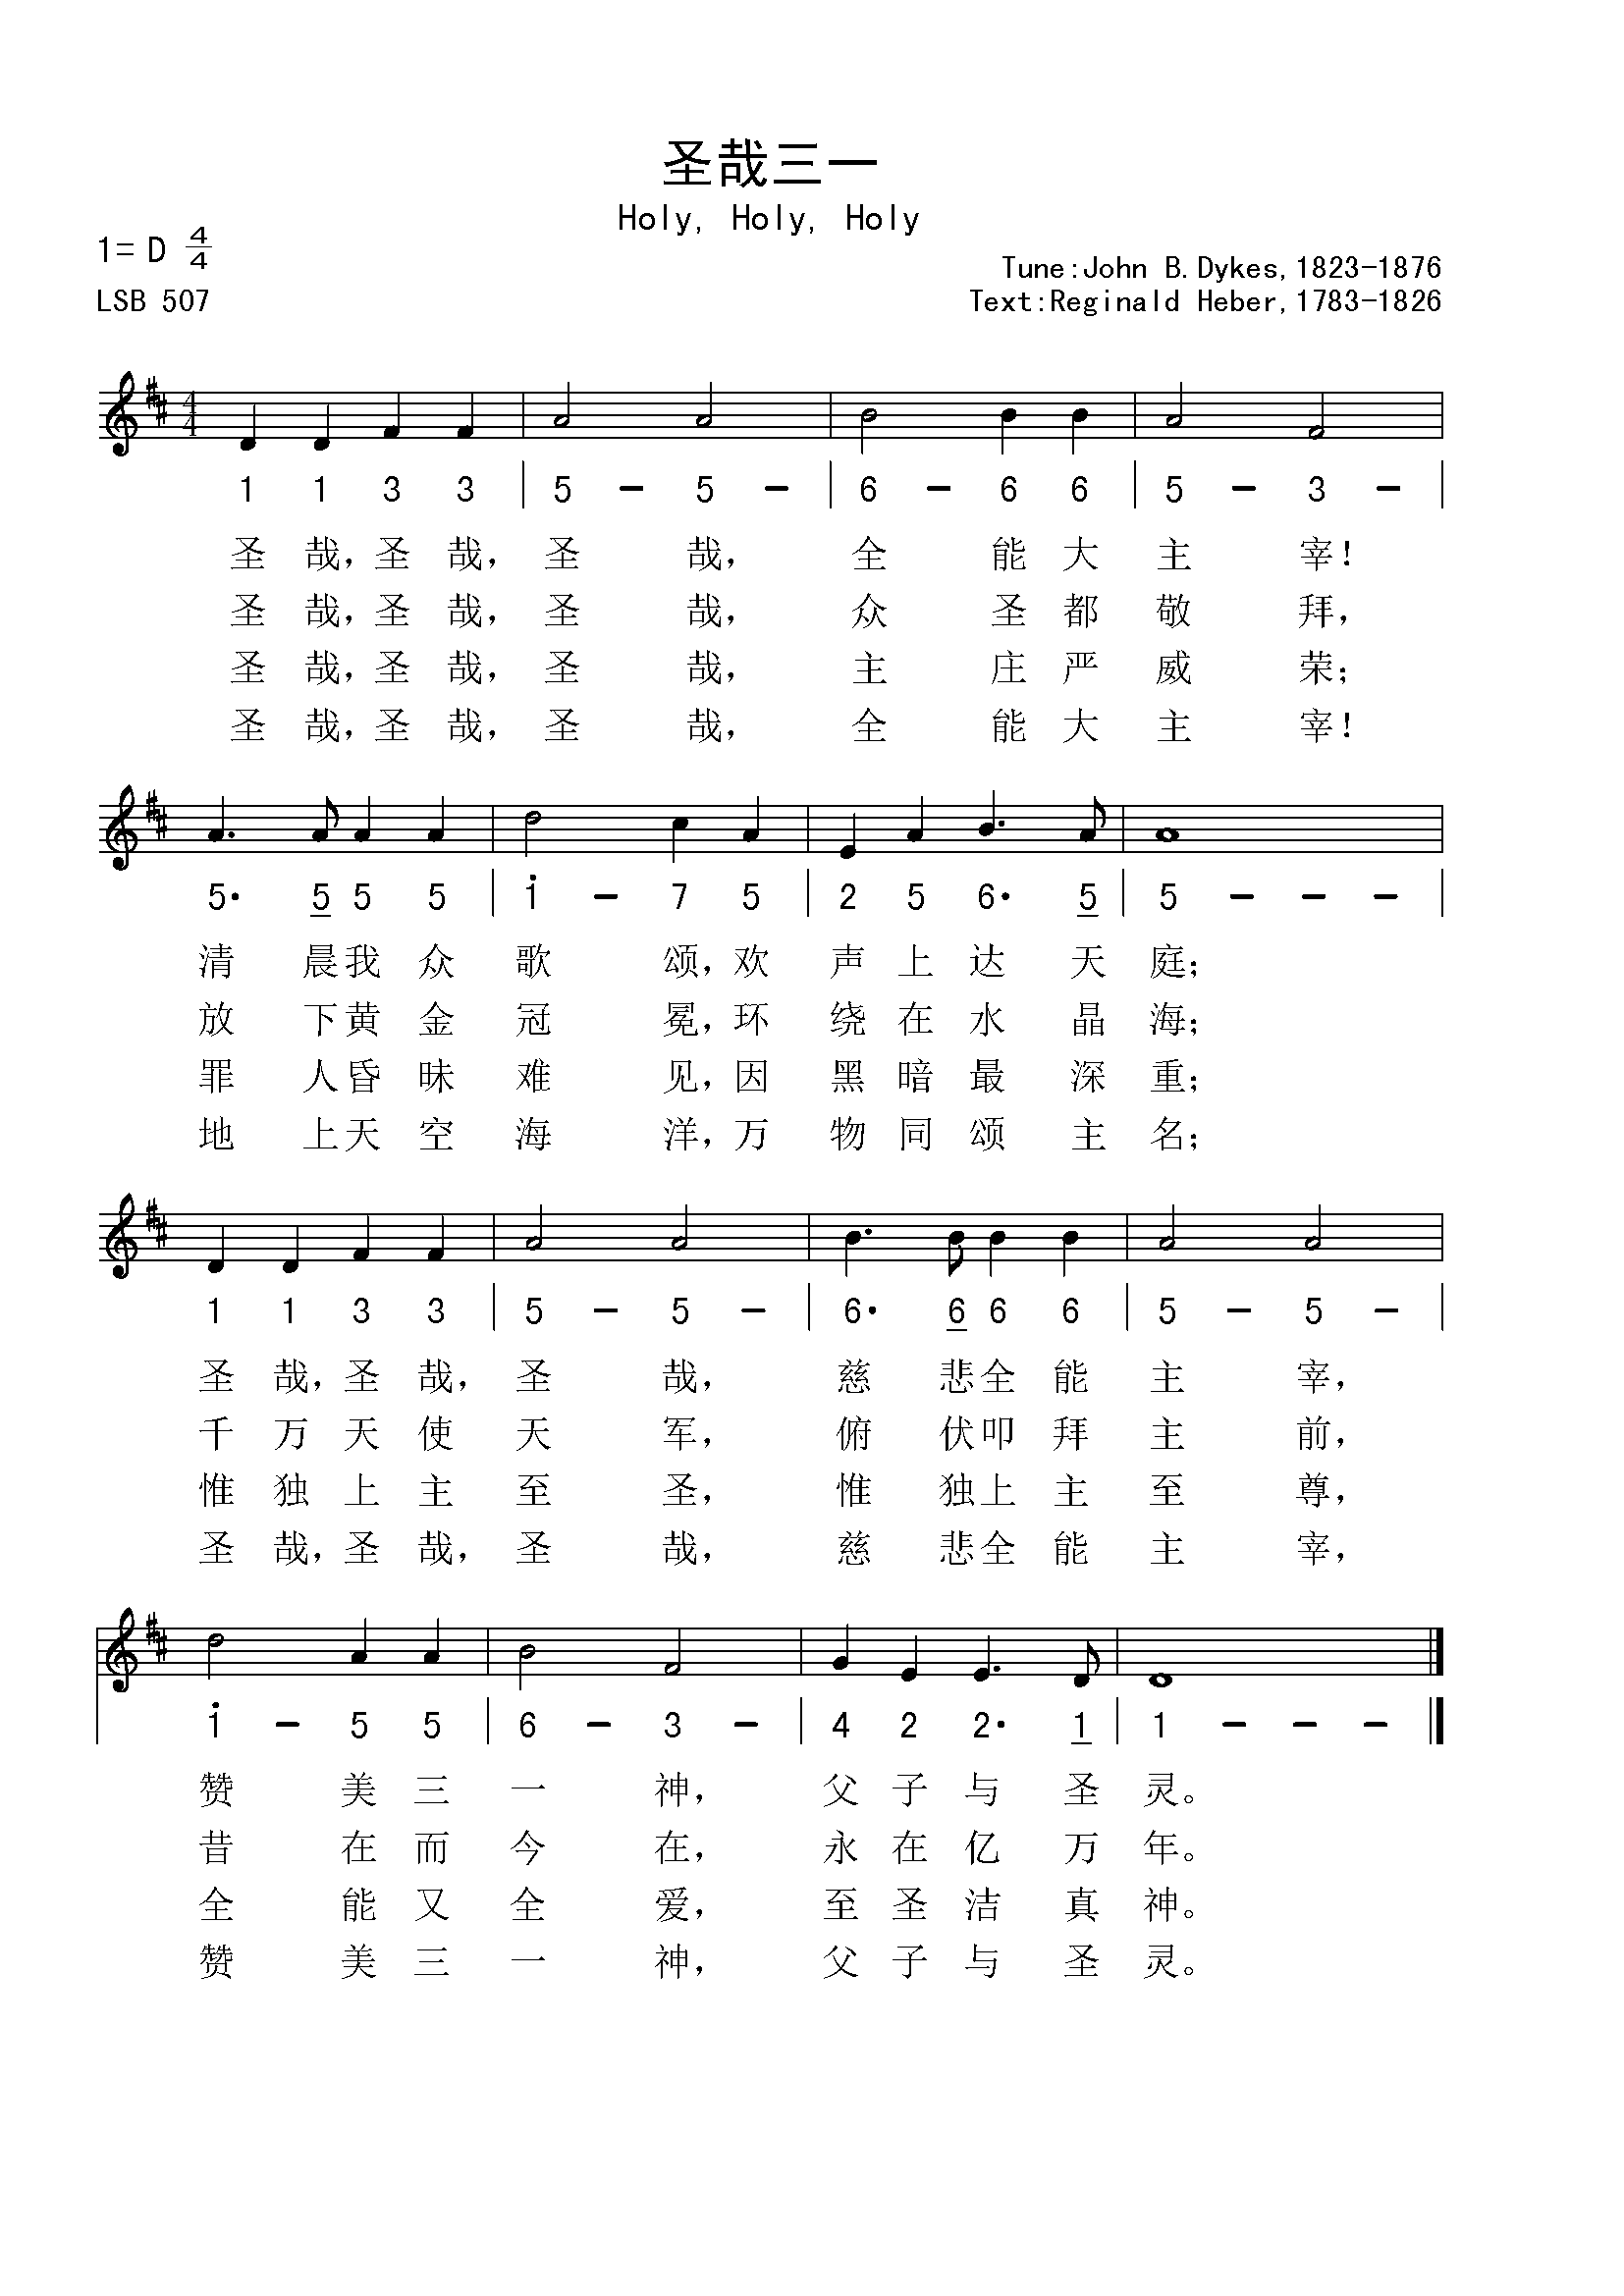 圣哉三一
Holy, Holy, Holy
1= D 4/4
Tune:John B.Dykes,1823-1876
LSB 507
Text:Reginald Heber,1783-1826
4/4
1 1 3 3 | 5 - 5 - | 6 - 6 6 | 5 - 3 - |
圣哉,圣哉,圣哉,全能大主宰!
圣哉,圣哉,圣哉,众圣都敬拜,
圣哉,圣哉,圣哉,主庄严威荣;
圣哉,圣哉,圣哉,全能大主宰!
5· 5 5 5 | 1̇ - 7 5 | 2 5 6· 5 | 5 - - - |
清晨我众歌颂,欢声上达天庭;
放下黄金冠冕,环绕在水晶海;
罪人昏昧难见,因黑暗最深重;
地上天空海洋,万物同颂主名;
1 1 3 3 | 5 - 5 - | 6· 6 6 6 | 5 - 5 - |
圣哉,圣哉,圣哉,慈悲全能主宰,
千万天使天军,俯伏叩拜主前,
惟独上主至圣,惟独上主至尊,
圣哉,圣哉,圣哉,慈悲全能主宰,
1̇ - 5 5 | 6 - 3 - | 4 2 2· 1 | 1 - - - |
赞美三一神,父子与圣灵。
昔在而今在,永在亿万年。
全能又全爱,至圣洁真神。
赞美三一神,父子与圣灵。